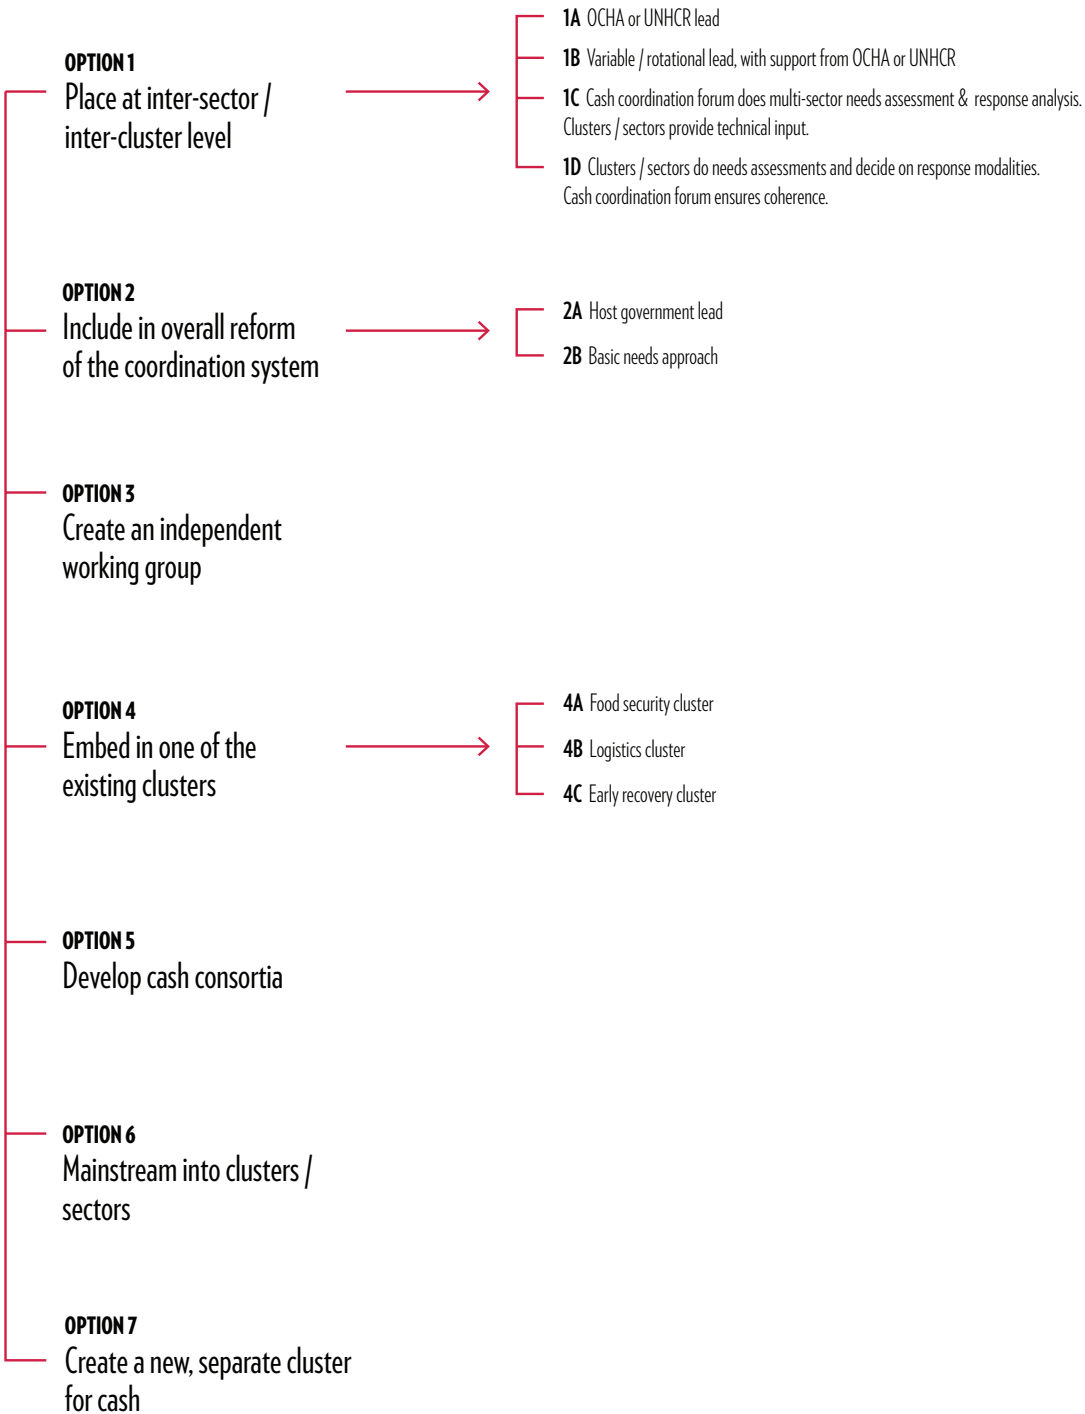 OPTION 1
Place at inter-sector /
inter-cluster level
1A OCHA or UNHCR lead
1B Variable / rotational lead, with support from OCHA or UNHCR
1C Cash coordination forum does multi-sector needs assessment & response analysis.
Clusters / sectors provide technical input.
1D Clusters / sectors do needs assessments and decide on response modalities.
Cash coordination forum ensures coherence.
OPTION 2
Include in overall reform
of the coordination system
2A Host government lead
2B Basic needs approach
OPTION 3
Create an independent
working group
OPTION 4
Embed in one of the
existing clusters
4A Food security cluster
4B Logistics cluster
4C Early recovery cluster
OPTION 5
Develop cash consortia
OPTION 6
Mainstream into clusters /
sectors
OPTION 7
Create a new, separate cluster
for cash